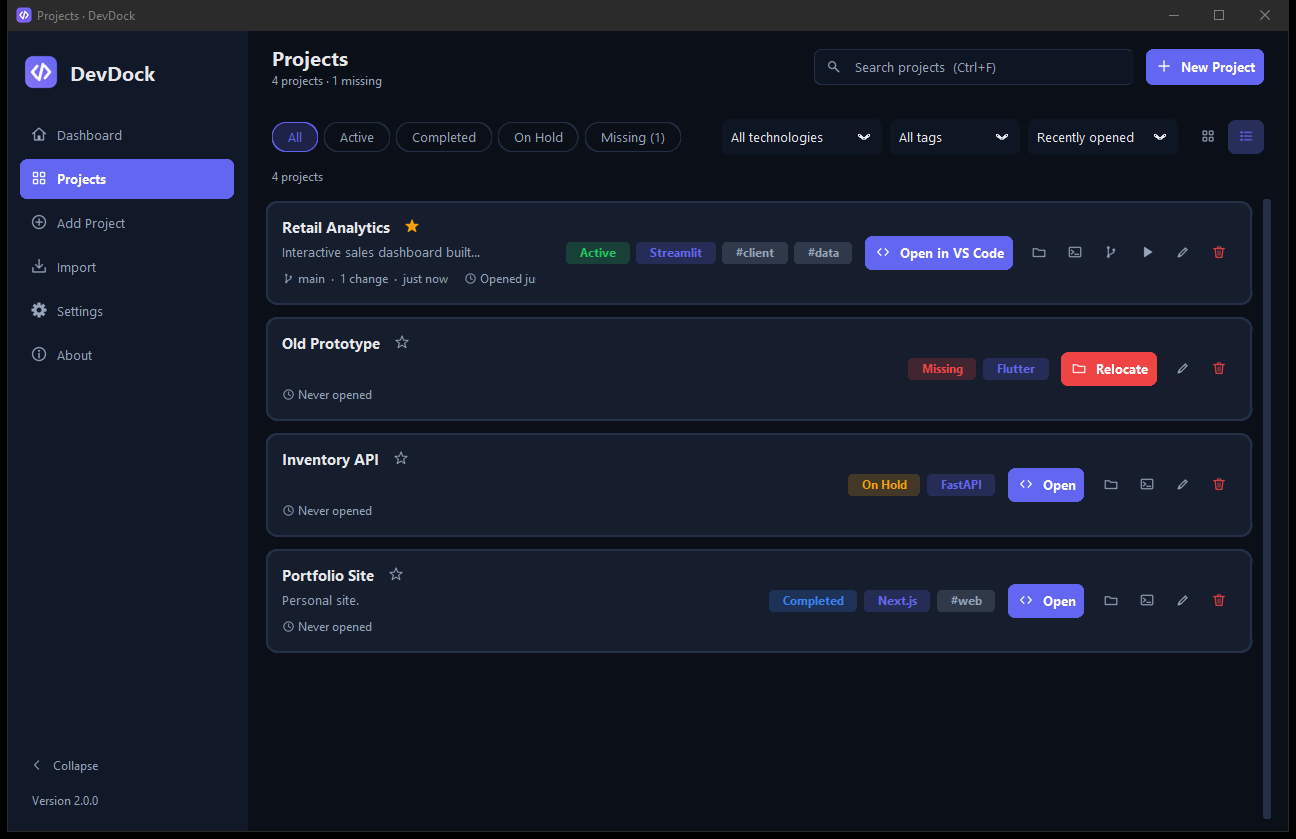 Projects · DevDock
DevDock
Dashboard
Projects
Add Project
Import
Settings
About
Collapse
Version 2.0.0
Projects
4 projects · 1 missing
Search projects (Ctrl+F)
New Project
All
Active
Completed
On Hold
Missing (1)
All technologies
All tags
Recently opened
4 projects
Retail Analytics
Interactive sales dashboard built...
main · 1 change · just now
Opened ju
Active
Streamlit
#client
#data
Open in VS Code
Old Prototype
Never opened
Missing
Flutter
Relocate
Inventory API
Never opened
On Hold
FastAPI
Open
Portfolio Site
Personal site.
Never opened
Completed
Next.js
#web
Open